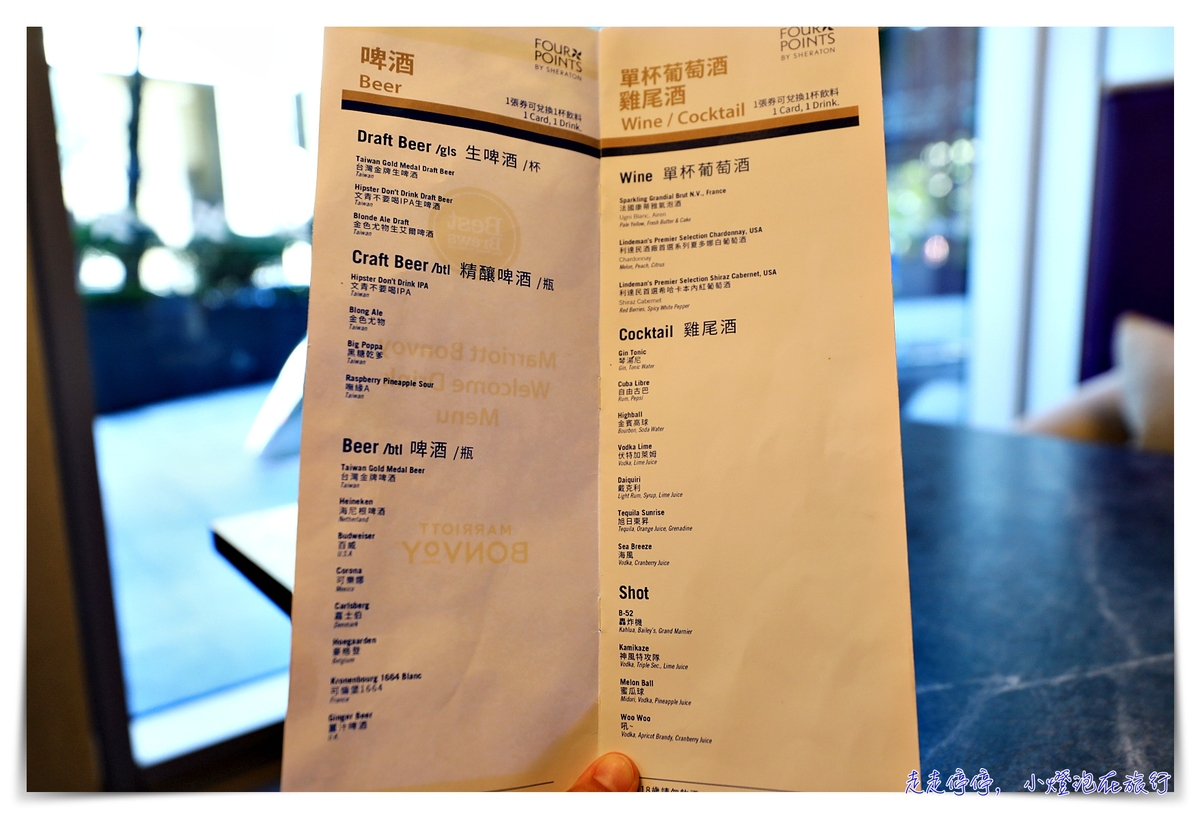 啤酒
Beer
FOUR POINTS
BY SHERATON
1張券可兌換1杯飲料
1 Card, 1 Drink.
Draft Beer /gls 生啤酒 /杯
Taiwan Gold Medal Draft Beer
台灣金牌生啤酒
Taiwan
Hipster Don't Drink Draft Beer
文青不要喝IPA生啤酒
Taiwan
Blonde Ale Draft
金色尤物生艾爾啤酒
Taiwan
Craft Beer /btl 精釀啤酒 /瓶
Hipster Don't Drink IPA
文青不要喝IPA
Taiwan
Blong Ale
金色尤物
Taiwan
Big Poppa
黑糖乾爹
Taiwan
Raspberry Pineapple Sour
嘸緣A
Taiwan
Beer /btl 啤酒 /瓶
Taiwan Gold Medal Beer
台灣金牌啤酒
Taiwan
Heineken
海尼根啤酒
Netherland
Budweiser
百威
U.S.A
Corona
可樂娜
Mexico
Carlsberg
嘉士伯
Denmark
Hoegaarden
豪格登
Belgium
Kronenbourg 1664 Blanc
可倫堡1664
France
Ginger Beer
薑汁啤酒
U.K
Best
Brews
Marriott Bonvoy
Welcome Drink
Menu
MARRIOTT
BONVOY
單杯葡萄酒
雞尾酒
Wine / Cocktail
FOUR POINTS
BY SHERATON
1張券可兌換1杯飲料
1 Card, 1 Drink.
Wine 單杯葡萄酒
Sparkling Grandial Brut N.V., France
法國康蒂雅氣泡酒
Ugni Blanc, Airen
Pale Yellow, Fresh Butter & Cake
Lindeman's Premier Selection Chardonnay, USA
利達民酒廠首選系列夏多娜白葡萄酒
Chardonnay
Melon, Peach, Citrus
Lindeman's Premier Selection Shiraz Cabernet, USA
利達民首選希哈卡本內紅葡萄酒
Shiraz Cabernet
Red Berries, Spicy White Pepper
Cocktail 雞尾酒
Gin Tonic
琴湯尼
Gin, Tonic Water
Cuba Libre
自由古巴
Rum, Pepsi
Highball
金賓高球
Bourbon, Soda Water
Vodka Lime
伏特加萊姆
Vodka, Lime Juice
Daiquiri
戴克利
Light Rum, Syrup, Lime Juice
Tequila Sunrise
旭日東昇
Tequila, Orange Juice, Grenadine
Sea Breeze
海風
Vodka, Cranberry Juice
Shot
B-52
轟炸機
Kahlua, Bailey's, Grand Marnier
Kamikaze
神風特攻隊
Vodka, Triple Sec., Lime Juice
Melon Ball
蜜瓜球
Midori, Vodka, Pineapple Juice
Woo Woo
吼~
Vodka, Apricot Brandy, Cranberry Juice
走走停停，小燈泡在旅行